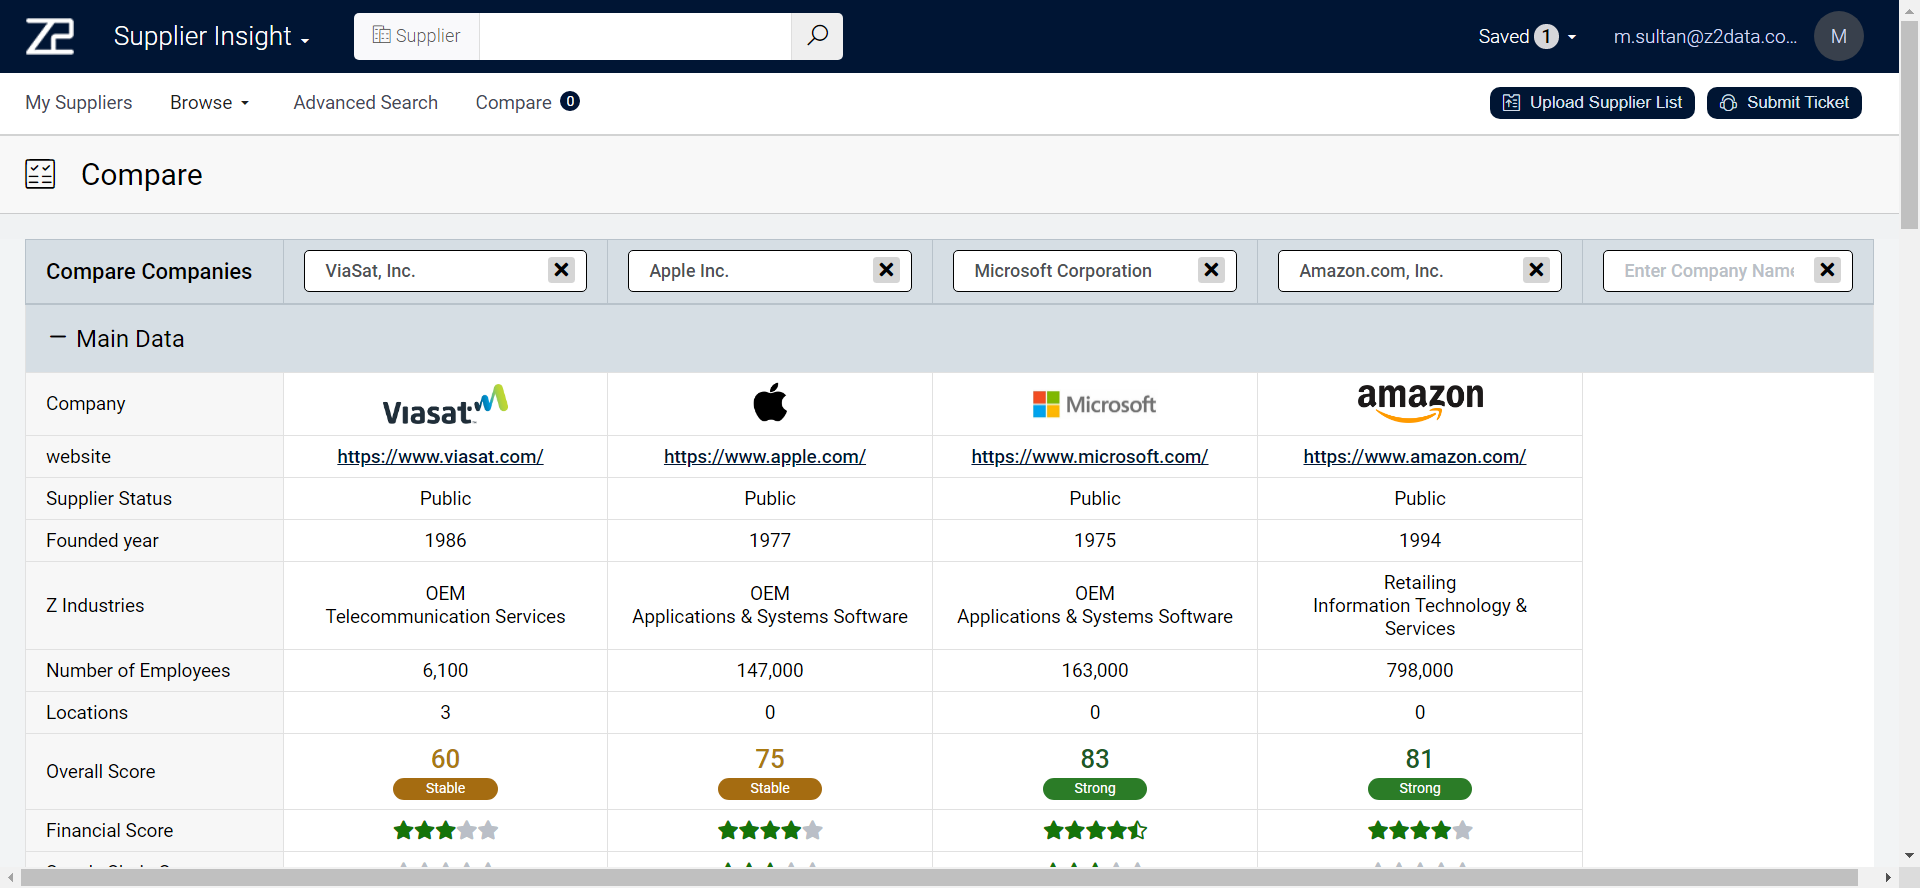 Z2 Supplier Insight Supplier Saved 1 m.sultan@z2data.co... M
My Suppliers Browse Advanced Search Compare 0 Upload Supplier List Submit Ticket
Compare
Compare Companies ViaSat, Inc. Apple Inc. Microsoft Corporation Amazon.com, Inc. Enter Company Name
Main Data
Company Viasat Microsoft amazon
website https://www.viasat.com/ https://www.apple.com/ https://www.microsoft.com/ https://www.amazon.com/
Supplier Status Public Public Public Public
Founded year 1986 1977 1975 1994
Z Industries OEM OEM OEM Retailing
Telecommunication Services Applications & Systems Software Applications & Systems Software Information Technology &
Services
Number of Employees 6,100 147,000 163,000 798,000
Locations 3 0 0 0
Overall Score 60 75 83 81
Stable Stable Strong Strong
Financial Score